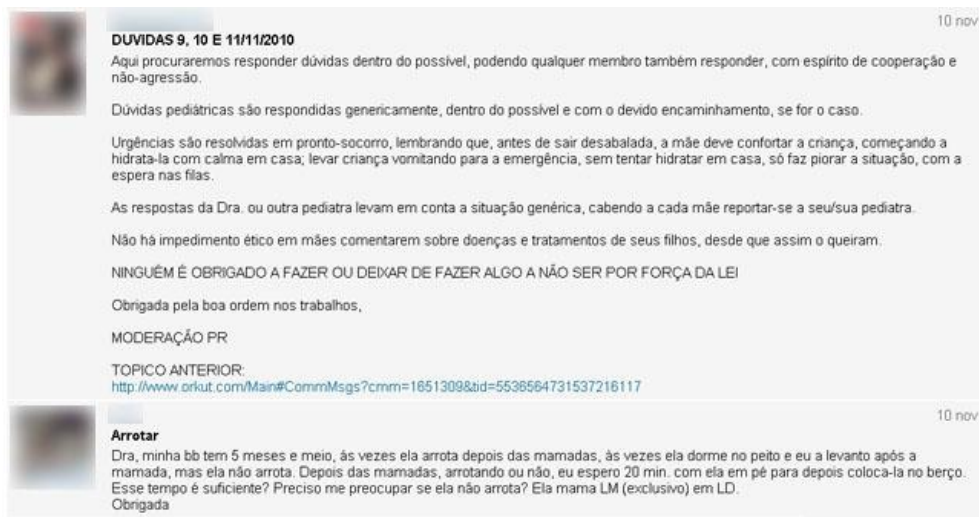 10 nov
DUVIDAS 9, 10 E 11/11/2010
Aqui procuraremos responder dúvidas dentro do possível, podendo qualquer membro também responder, com espírito de cooperação e
não-agressão.
Dúvidas pediátricas são respondidas genericamente, dentro do possível e com o devido encaminhamento, se for o caso.
Urgências são resolvidas em pronto-socorro, lembrando que, antes de sair desabalada, a mãe deve confortar a criança, começando a
hidrata-la com calma em casa; levar criança vomitando para a emergência, sem tentar hidratar em casa, só faz piorar a situação, com a
espera nas filas.
As respostas da Dra. ou outra pediatra levam em conta a situação genérica, cabendo a cada mãe reportar-se a seu/sua pediatra.
Não há impedimento ético em mães comentarem sobre doenças e tratamentos de seus filhos, desde que assim o queiram.
NINGUÉM É OBRIGADO A FAZER OU DEIXAR DE FAZER ALGO A NÃO SER POR FORÇA DA LEI
Obrigada pela boa ordem nos trabalhos,
MODERAÇÃO PR
TOPICO ANTERIOR:
http://www.orkut.com/Main#CommMsgs?cmm=1651309&tid=5536564731537216117
10 nov
Arrotar
Dra, minha bb tem 5 meses e meio, ás vezes ela arrota depois das mamadas, às vezes ela dorme no peito e eu a levanto após a
mamada, mas ela não arrota. Depois das mamadas, arrotando ou não, eu espero 20 min. com ela em pé para depois coloca-la no berço.
Esse tempo é suficiente? Preciso me preocupar se ela não arrota? Ela mama LM (exclusivo) em LD.
Obrigada